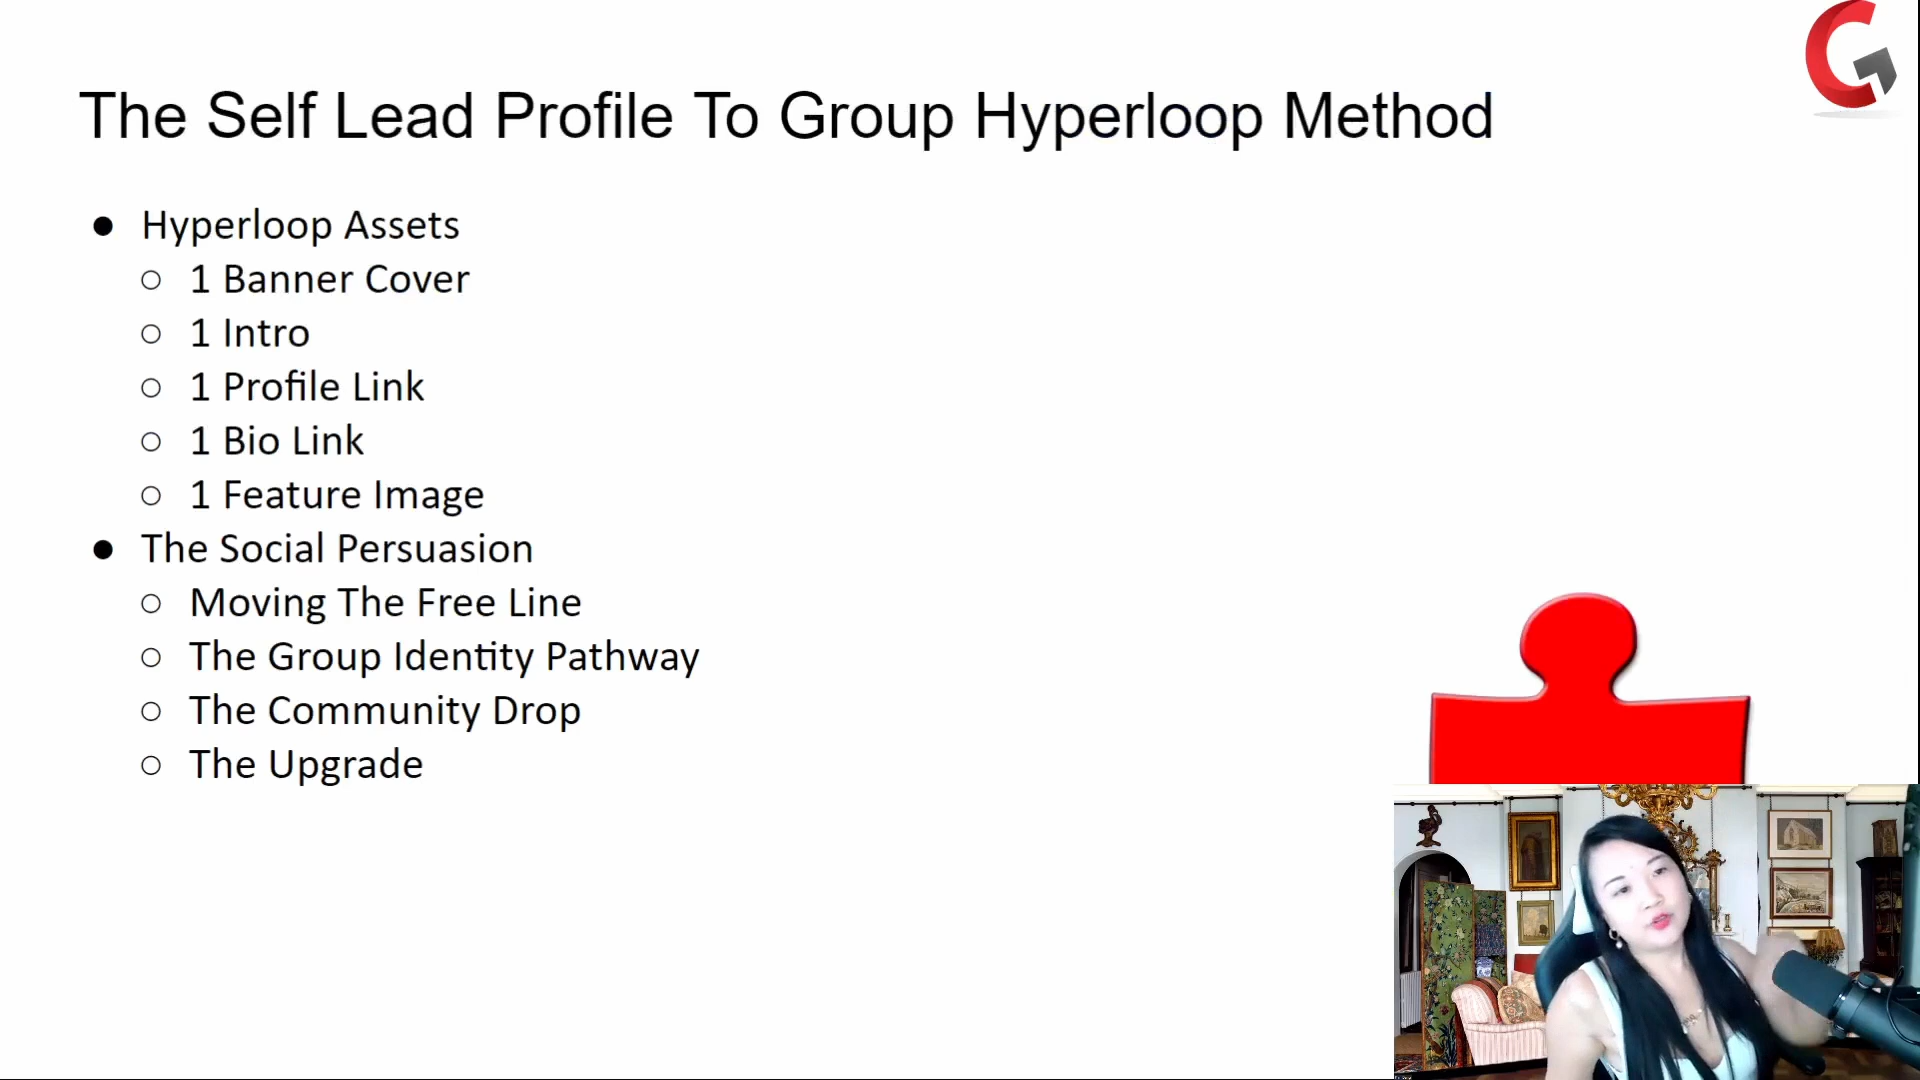 The Self Lead Profile To Group Hyperloop Method
● Hyperloop Assets
○ 1 Banner Cover
○ 1 Intro
○ 1 Profile Link
○ 1 Bio Link
○ 1 Feature Image
● The Social Persuasion
○ Moving The Free Line
○ The Group Identity Pathway
○ The Community Drop
○ The Upgrade